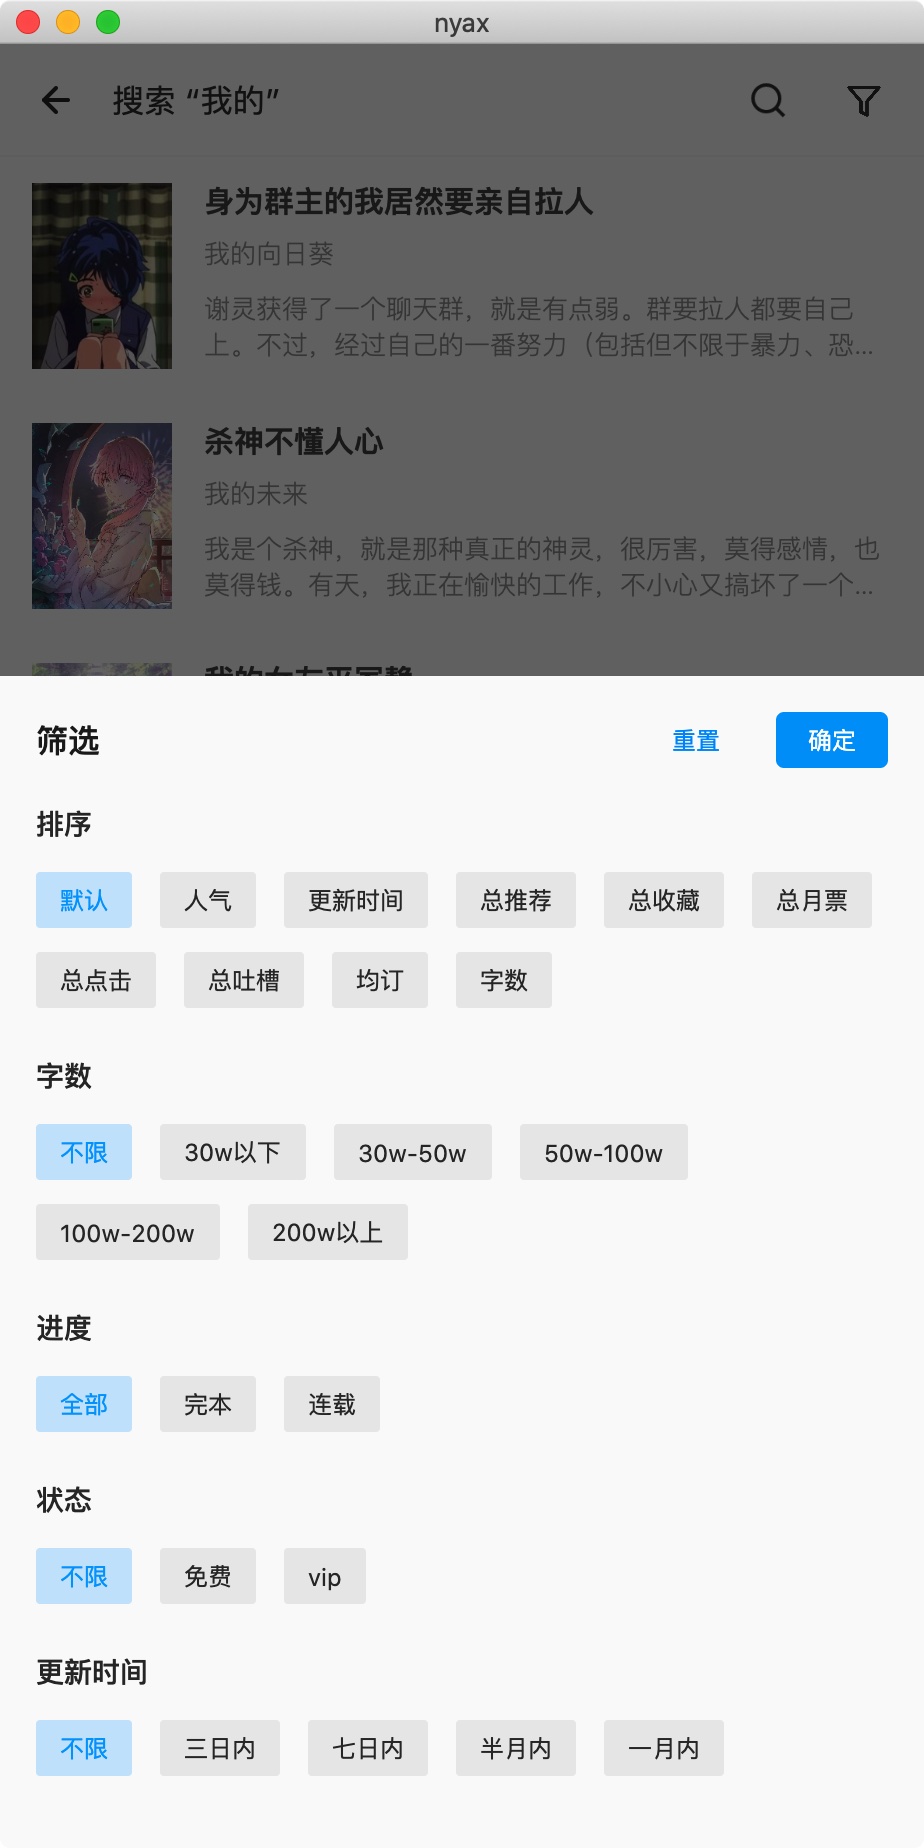 nyax
搜索 “我的”
身为群主的我居然要亲自拉人
我的向日葵
谢灵获得了一个聊天群，就是有点弱。群要拉人都要自己
上。不过，经过自己的一番努力（包括但不限于暴力、恐...
杀神不懂人心
我的未来
我是个杀神，就是那种真正的神灵，很厉害，莫得感情，也
莫得钱。有天，我正在愉快的工作，不小心又搞坏了一个...
筛选
重置
确定
排序
默认 人气 更新时间 总推荐 总收藏 总月票
总点击 总吐槽 均订 字数
字数
不限 30w以下 30w-50w 50w-100w
100w-200w 200w以上
进度
全部 完本 连载
状态
不限 免费 vip
更新时间
不限 三日内 七日内 半月内 一月内